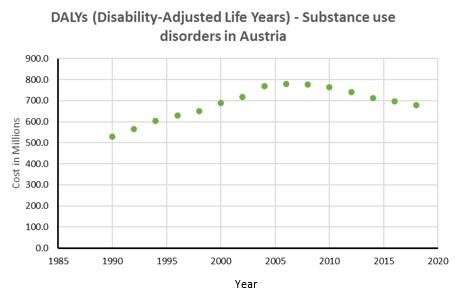 DALYs (Disability-Adjusted Life Years) - Substance use
disorders in Austria
900.0
800.0
700.0
600.0
500.0
400.0
300.0
200.0
100.0
0.0
Cost in Millions
1985 1990 1995 2000 2005 2010 2015 2020
Year